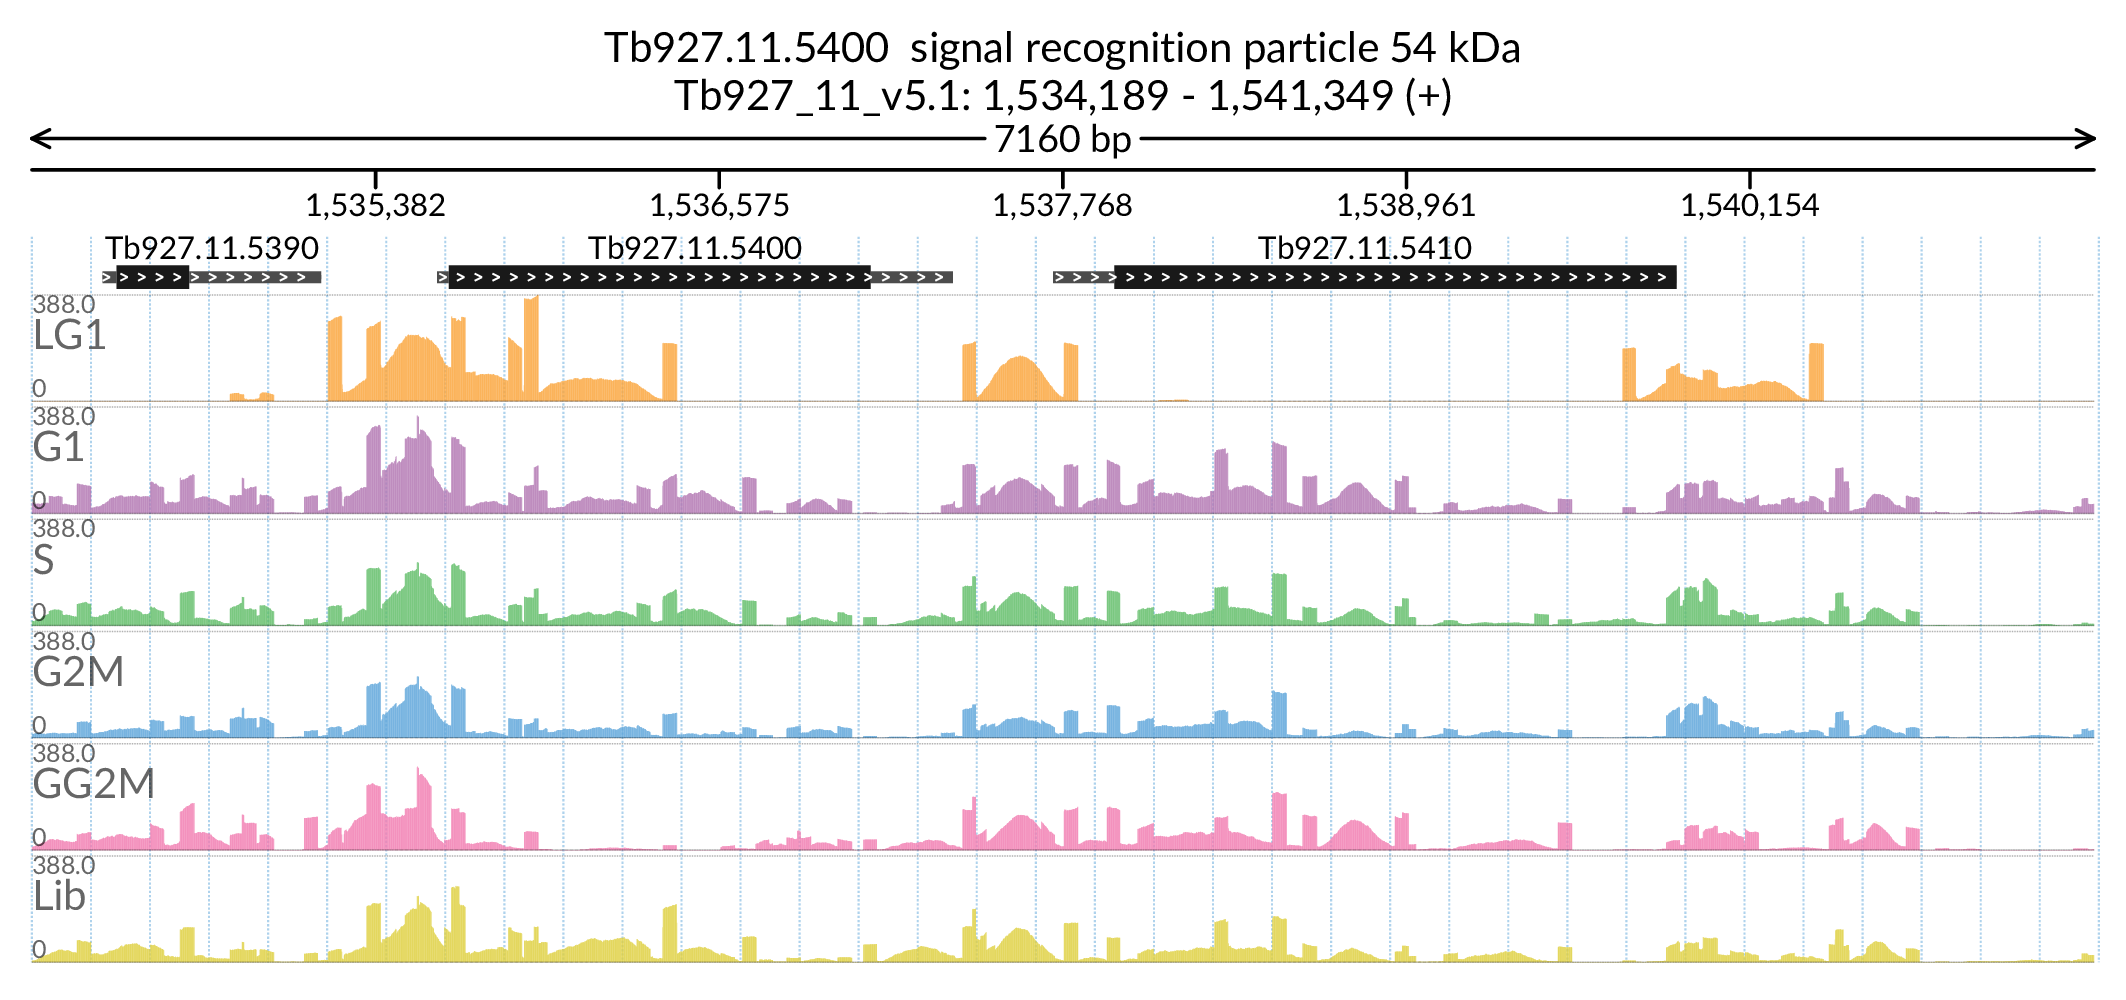 Tb927.11.5400  signal recognition particle 54 kDa
Tb927_11_v5.1: 1,534,189 - 1,541,349 (+)
7160 bp
1,535,382 1,536,575 1,537,768 1,538,961 1,540,154
Tb927.11.5390 Tb927.11.5400 Tb927.11.5410
388.0
LG1
0
388.0
G1
0
388.0
S
0
388.0
G2M
0
388.0
GG2M
0
388.0
Lib
0